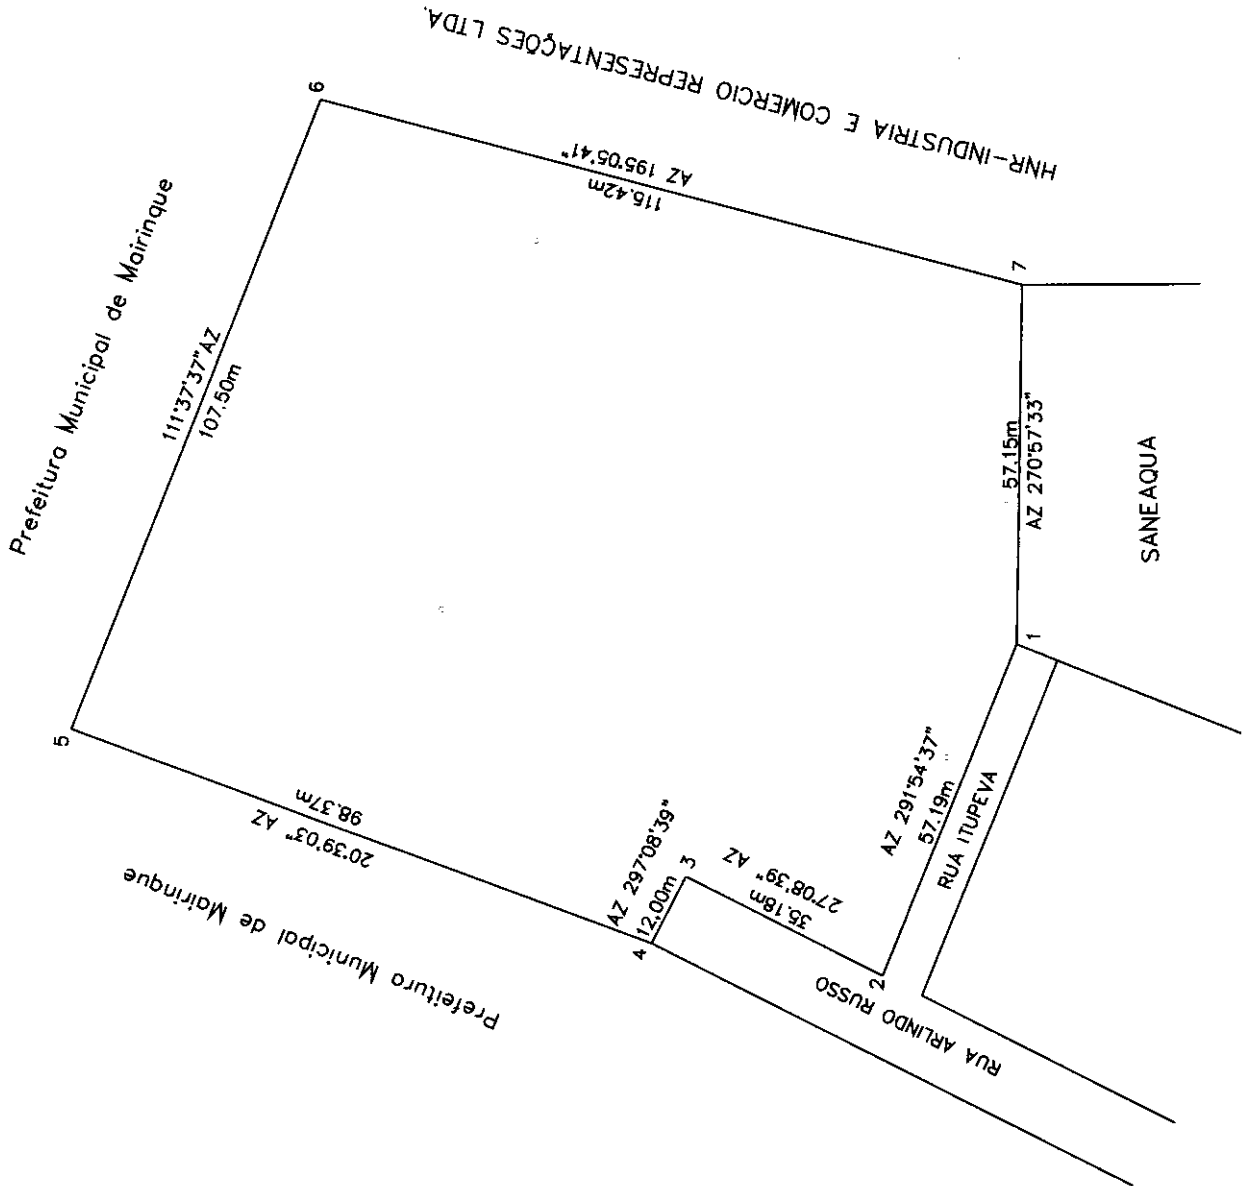 HNR-INDUSTRIA E COMERCIO REPRESENTAÇÕES LTDA.
6
AZ 195°05'41"
115.42m
Prefeitura Municipal de Mairinque
111°37'37"AZ
107.50m
7
57.15m
AZ 270°57'33"
SANEAQUA
1
5
98.37m
20°39'03" AZ
Prefeitura Municipal de Mairinque
AZ 297°08'39"
12,00m
3
4
27°08'39" AZ
35.18m
AZ 291°54'37"
57.19m
RUA ITUPEVA
2
RUA ARLINDO RUSSO